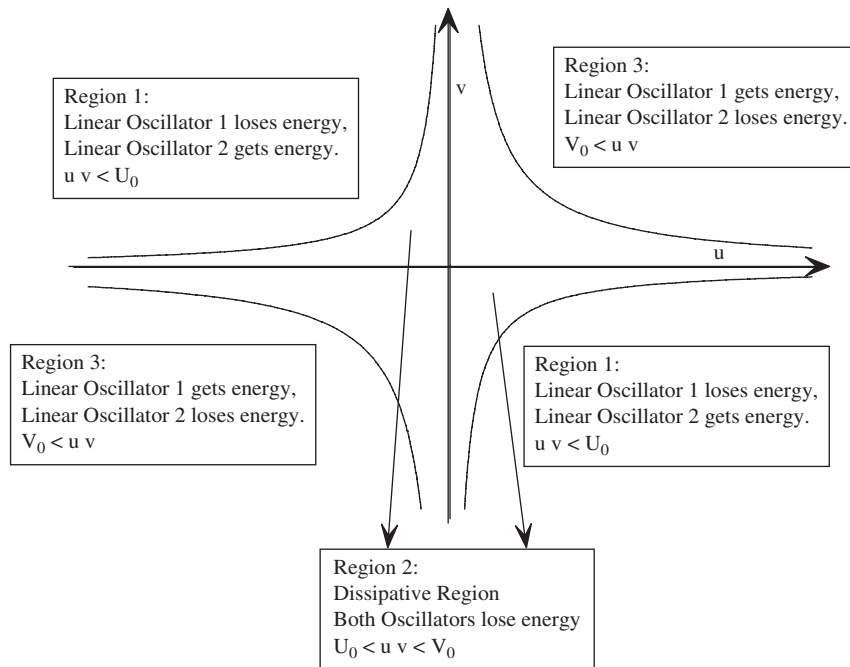 Region 1:
Linear Oscillator 1 loses energy,
Linear Oscillator 2 gets energy.
u v < U₀
v
Region 3:
Linear Oscillator 1 gets energy,
Linear Oscillator 2 loses energy.
V₀ < u v
u
Region 3:
Linear Oscillator 1 gets energy,
Linear Oscillator 2 loses energy.
V₀ < u v
Region 1:
Linear Oscillator 1 loses energy,
Linear Oscillator 2 gets energy.
u v < U₀
Region 2:
Dissipative Region
Both Oscillators lose energy
U₀ < u v < V₀